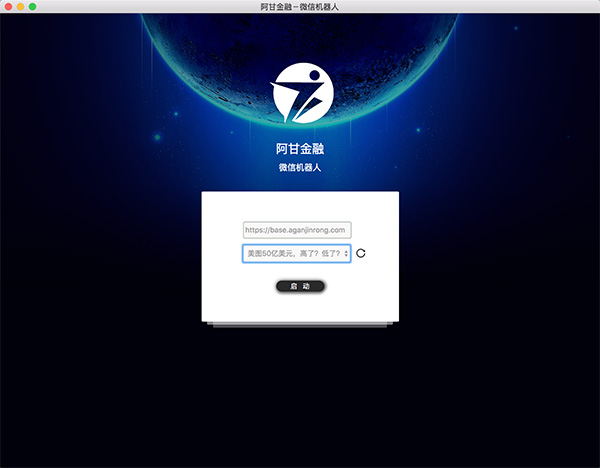 阿甘金融－微信机器人
阿甘金融
微信机器人
https://base.aganjinrong.com
美图50亿美元，高了？低了？
启 动